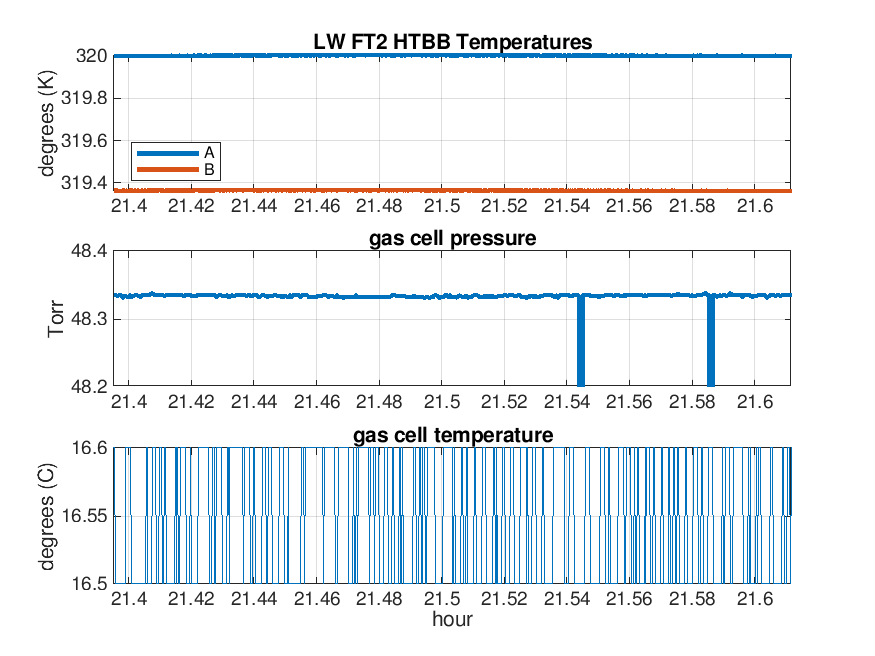 LW FT2 HTBB Temperatures
320
319.8
319.6
319.4
degrees (K)
A
B
21.4 21.42 21.44 21.46 21.48 21.5 21.52 21.54 21.56 21.58 21.6
gas cell pressure
48.4
48.3
48.2
Torr
21.4 21.42 21.44 21.46 21.48 21.5 21.52 21.54 21.56 21.58 21.6
gas cell temperature
16.6
16.55
16.5
degrees (C)
21.4 21.42 21.44 21.46 21.48 21.5 21.52 21.54 21.56 21.58 21.6
hour